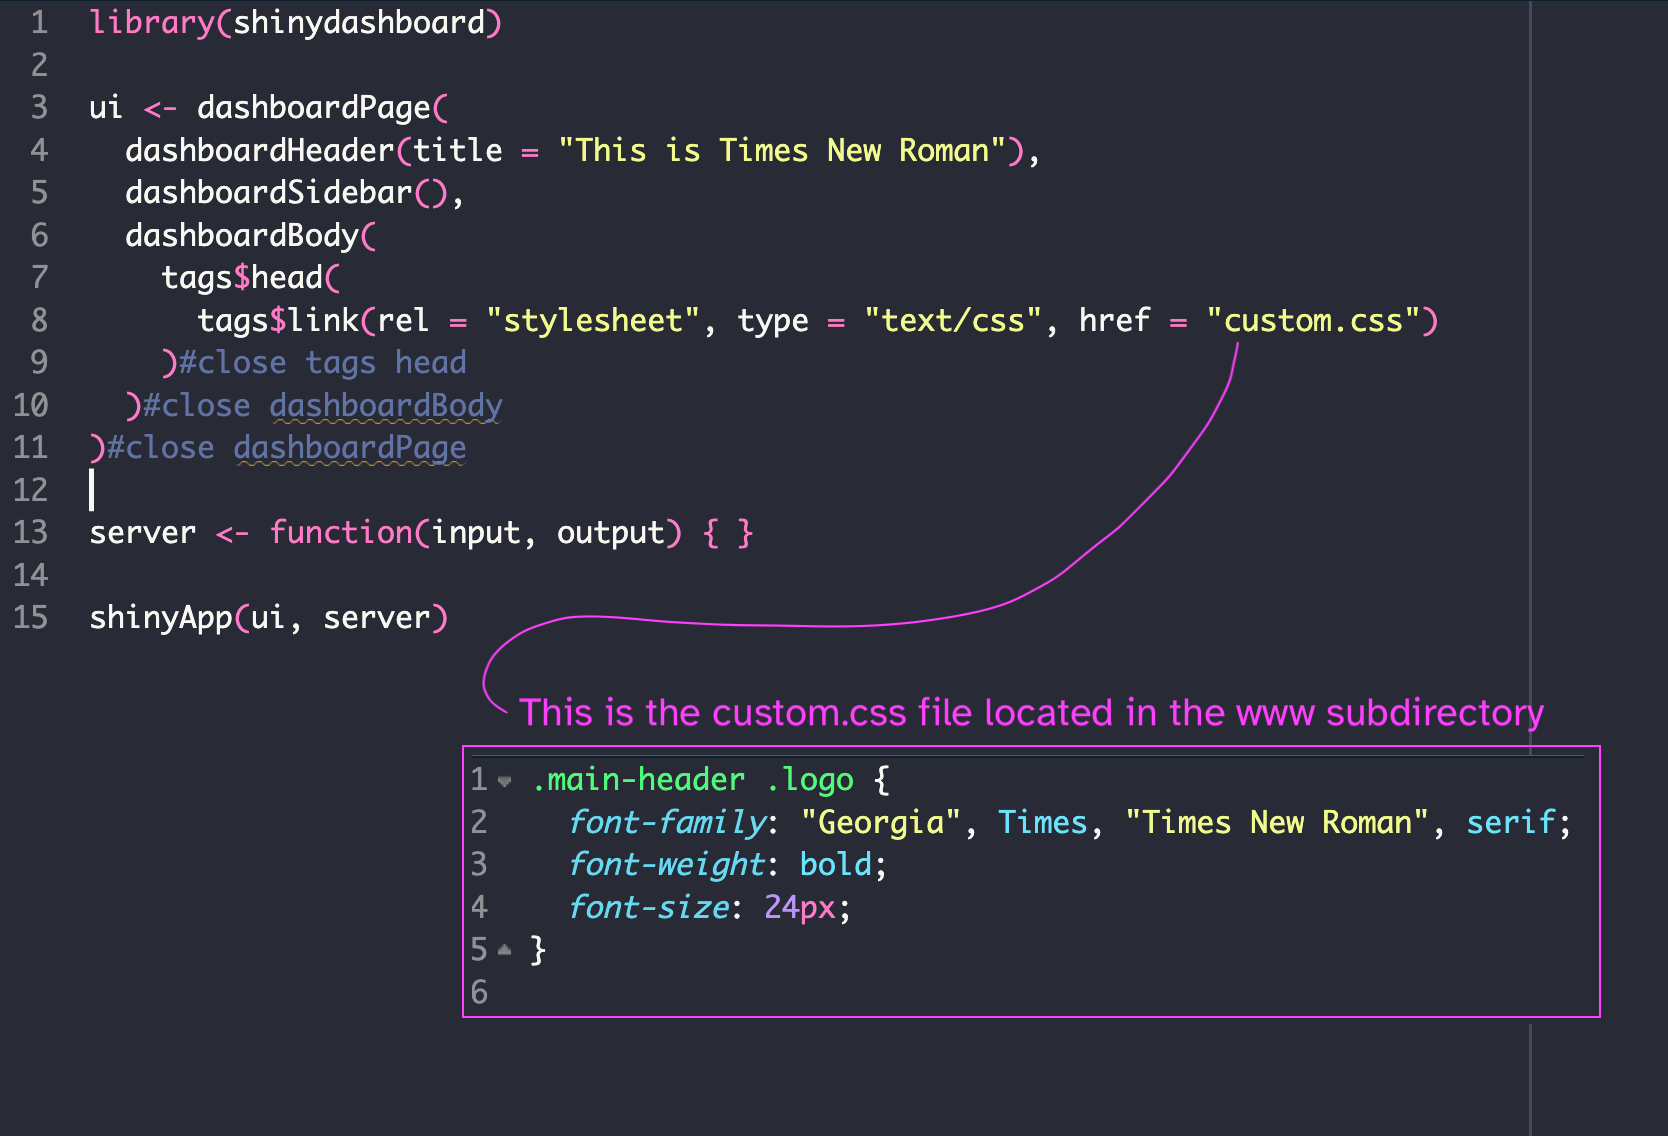 1 library(shinydashboard)
2
3 ui <- dashboardPage(
4 dashboardHeader(title = "This is Times New Roman"),
5 dashboardSidebar(),
6 dashboardBody(
7 tags$head(
8 tags$link(rel = "stylesheet", type = "text/css", href = "custom.css")
9 )#close tags head
10 )#close dashboardBody
11 )#close dashboardPage
12
13 server <- function(input, output) { }
14
15 shinyApp(ui, server)
This is the custom.css file located in the www subdirectory
1 .main-header .logo {
2 font-family: "Georgia", Times, "Times New Roman", serif;
3 font-weight: bold;
4 font-size: 24px;
5 }
6